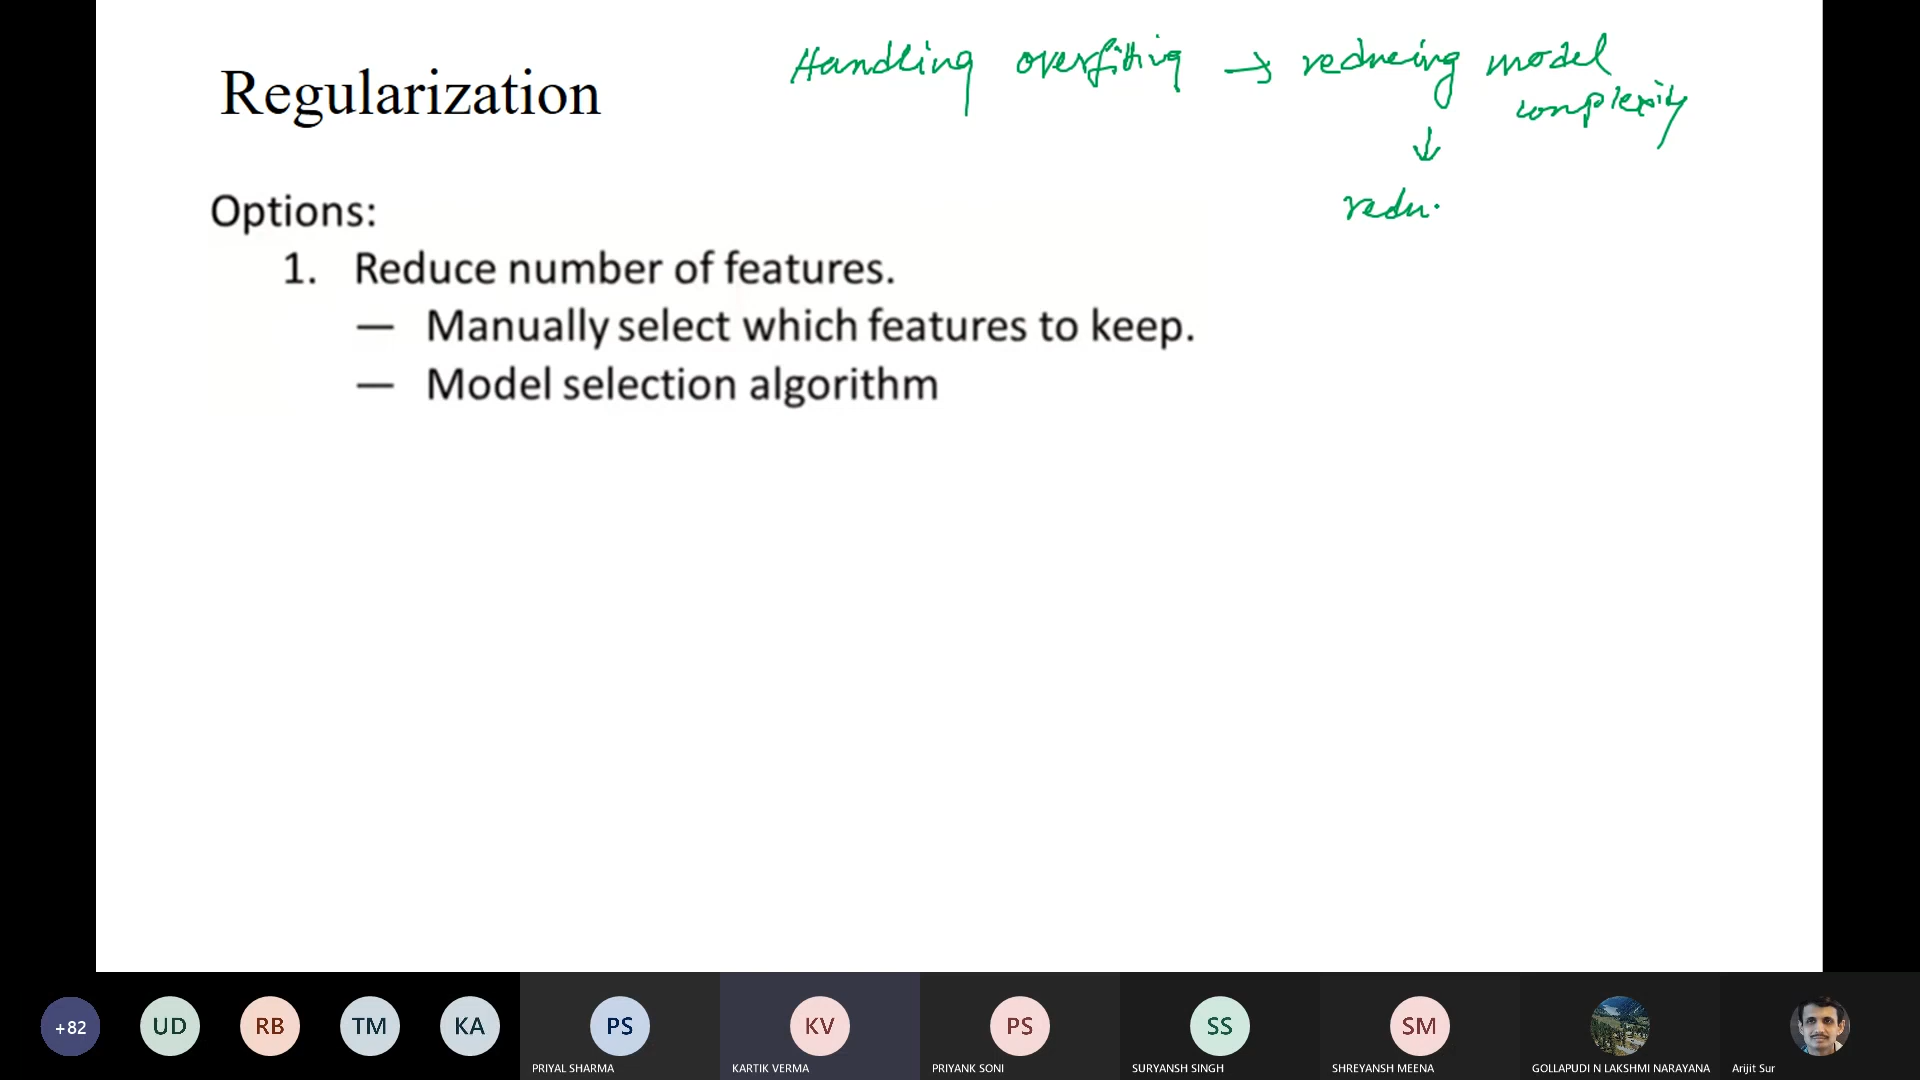 Handling overfitting → reducing model
complexity
Regularization
↓
redu.
Options:
1. Reduce number of features.
— Manually select which features to keep.
— Model selection algorithm
+82 UD RB TM KA PS KV PS SS SM
PRIYAL SHARMA KARTIK VERMA PRIYANK SONI SURYANSH SINGH SHREYANSH MEENA GOLLAPUDI N LAKSHMI NARAYANA Arijit Sur